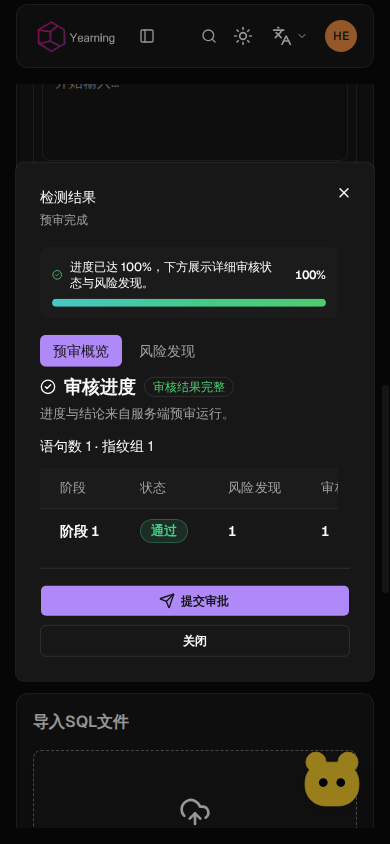 Yearning
HE
开始输入…
检测结果
预审完成
进度已达 100%，下方展示详细审核状
态与风险发现。
100%
预审概览
风险发现
审核进度
审核结果完整
进度与结论来自服务端预审运行。
语句数 1 · 指纹组 1
阶段 状态 风险发现
阶段 1 通过 1 1
提交审批
关闭
导入SQL文件